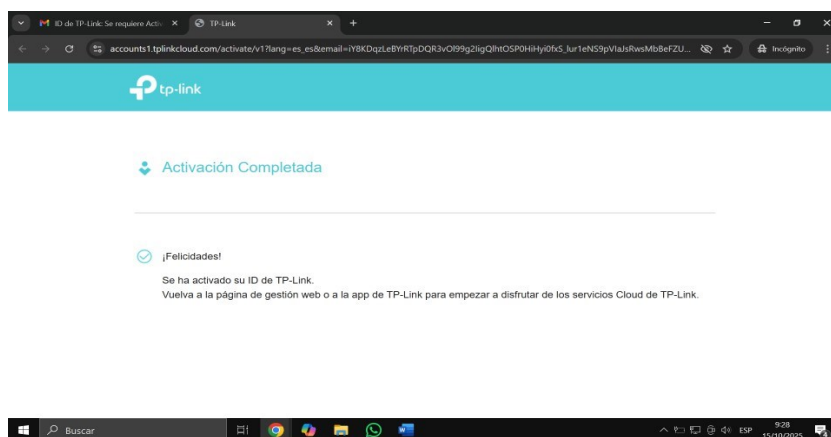 ID de TP-Link: Se requiere Activ
TP-Link
accounts1.tplinkcloud.com/activate/v1?lang=es_es&email=
Incógnito
tp-link
Activación Completada
¡Felicidades!
Se ha activado su ID de TP-Link.
Vuelva a la página de gestión web o a la app de TP-Link para empezar a disfrutar de los servicios Cloud de TP-Link.
Buscar
ESP
9:28
15/10/2025